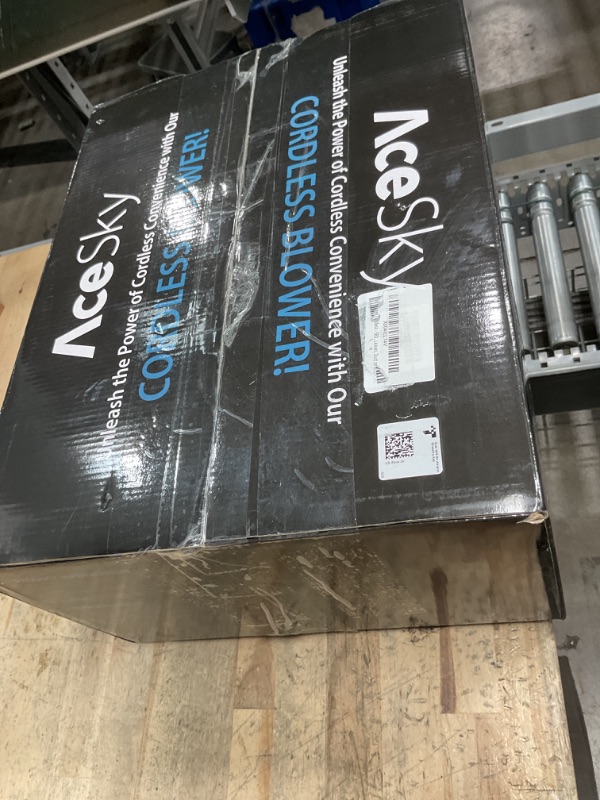 AceSky
Unleash the Power of Cordless Convenience with Our
CORDLESS BLOWER!
AceSky
Unleash the Power of Cordless Convenience with Our
CORDLESS BLOWER!